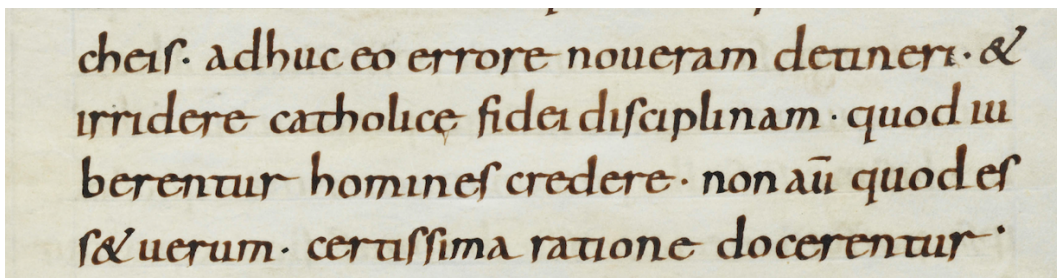 cheis· adhuc eo errore noueram detineri· &
irridere catholicę fidei disciplinam· quod iu
berentur homines credere· non aū quod es
s& uerum· certissima ratione docerentur·